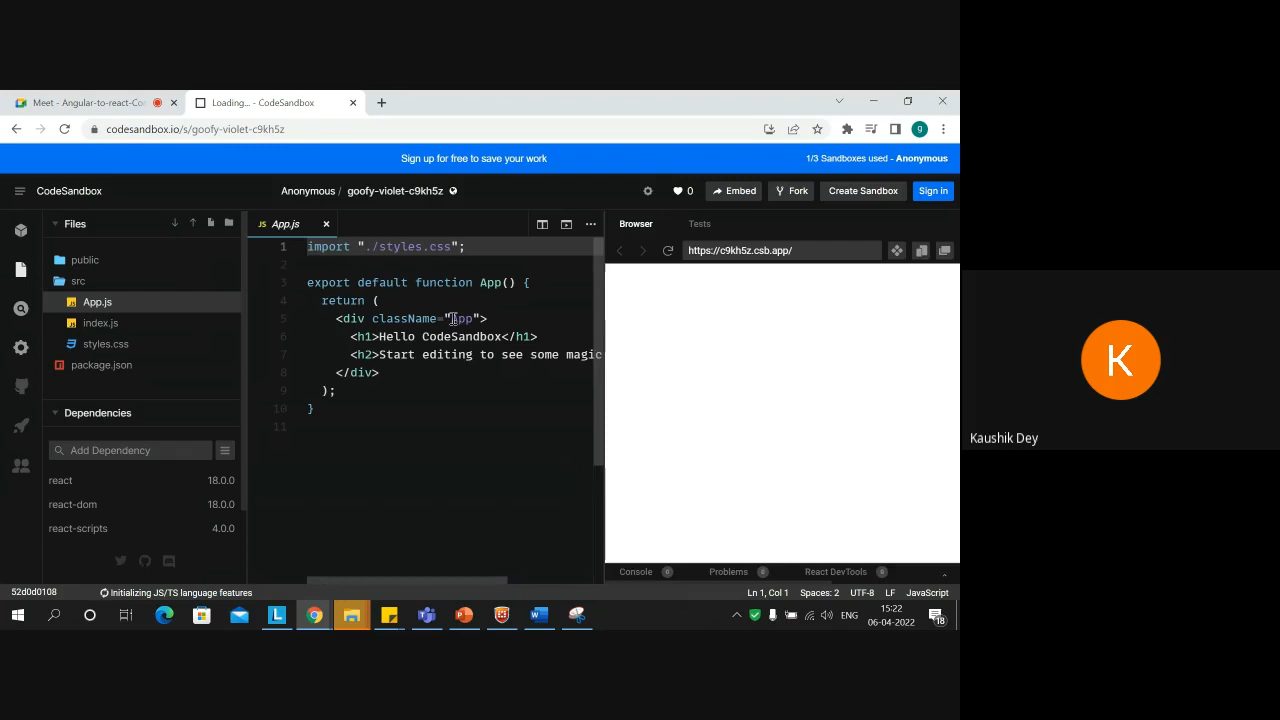 Meet - Angular-to-react-Con
Loading... - CodeSandbox
codesandbox.io/s/goofy-violet-c9kh5z
g
Sign up for free to save your work
1/3 Sandboxes used - Anonymous
CodeSandbox
Anonymous / goofy-violet-c9kh5z
0
Embed
Fork
Create Sandbox
Sign in
Files
JS App.js
Browser
Tests
https://c9kh5z.csb.app/
public
src
App.js
index.js
styles.css
package.json
1 import "./styles.css";
2
3 export default function App() {
4 return (
5 <div className="App">
6 <h1>Hello CodeSandbox</h1>
7 <h2>Start editing to see some magic
8 </div>
9 );
10 }
11
Dependencies
Add Dependency
react 18.0.0
react-dom 18.0.0
react-scripts 4.0.0
K
Kaushik Dey
Console 0
Problems 0
React DevTools 0
52d0d0108
Initializing JS/TS language features
Ln 1, Col 1
Spaces: 2
UTF-8
LF
JavaScript
L
ENG
15:22
06-04-2022
18